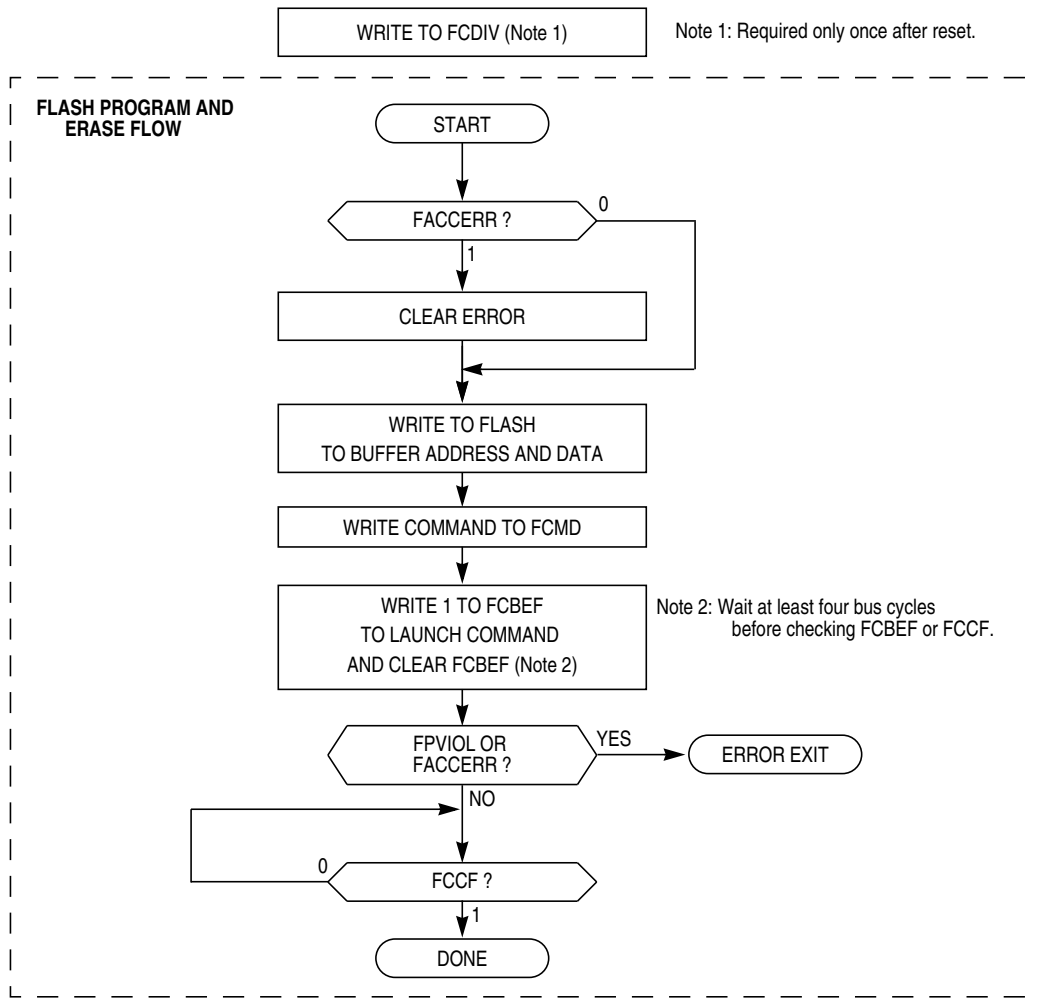 WRITE TO FCDIV (Note 1)
Note 1: Required only once after reset.
FLASH PROGRAM AND
ERASE FLOW
START
FACCERR ?
0
1
CLEAR ERROR
WRITE TO FLASH
TO BUFFER ADDRESS AND DATA
WRITE COMMAND TO FCMD
WRITE 1 TO FCBEF
TO LAUNCH COMMAND
AND CLEAR FCBEF (Note 2)
Note 2: Wait at least four bus cycles
before checking FCBEF or FCCF.
FPVIOL OR
FACCERR ?
YES
ERROR EXIT
NO
0
FCCF ?
1
DONE